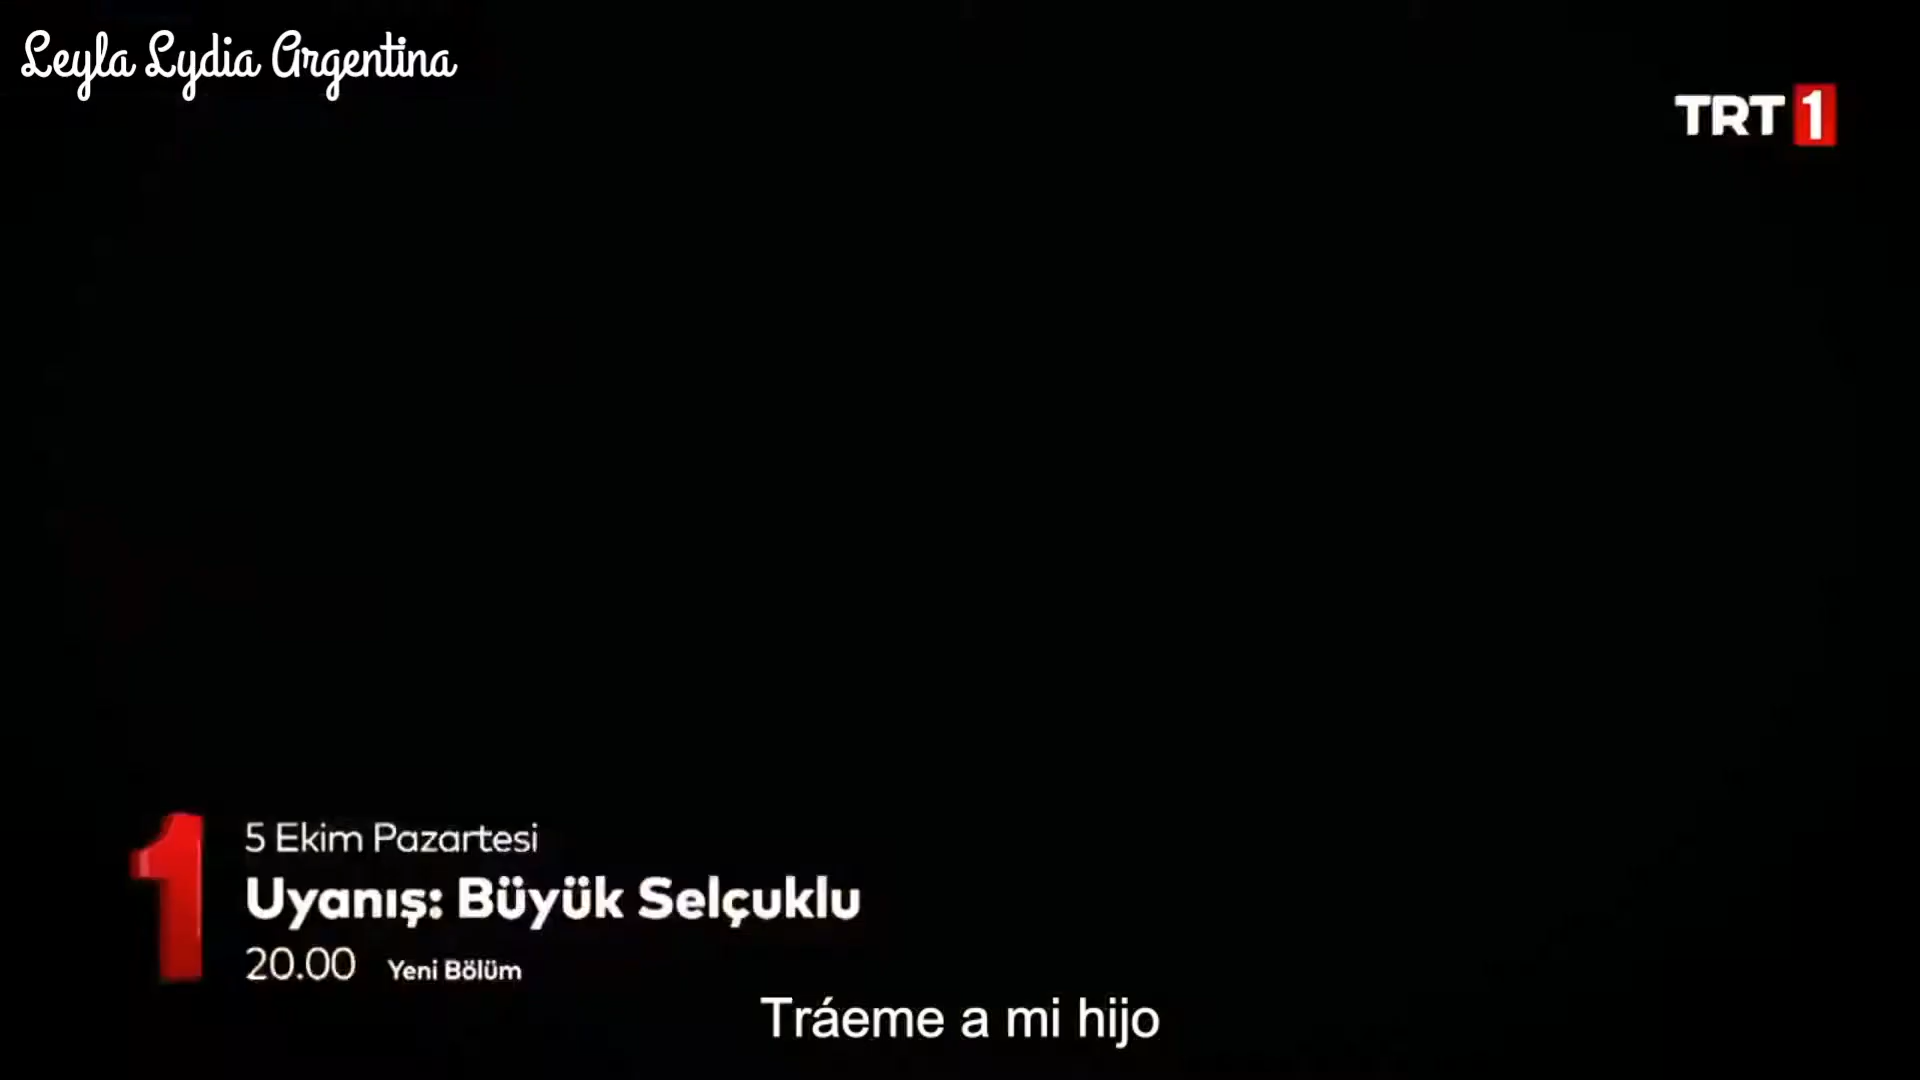 Leyla Lydia Argentina
TRT 1
1
5 Ekim Pazartesi
Uyanış: Büyük Selçuklu
20.00 Yeni Bölüm
Tráeme a mi hijo